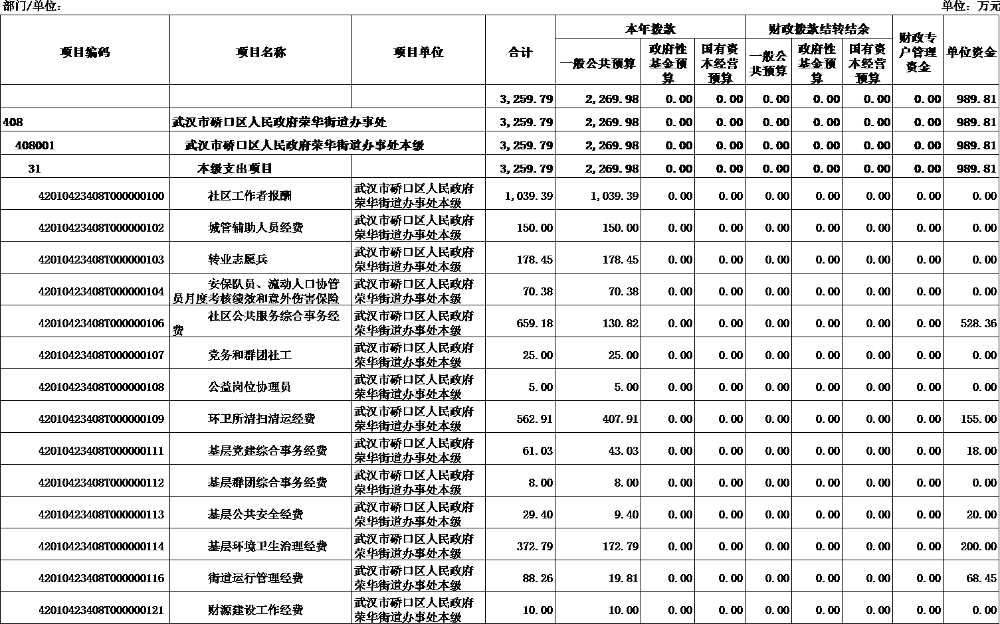 部门/单位： 单位：万元
项目编码 项目名称 项目单位 合计 本年拨款 财政拨款结转结余 财政专户管理资金 单位资金
一般公共预算 政府性基金预算 国有资本经营预算 一般公共预算 政府性基金预算 国有资本经营预算
3,259.79 2,269.98 0.00 0.00 0.00 0.00 0.00 0.00 989.81
408 武汉市硚口区人民政府荣华街道办事处 3,259.79 2,269.98 0.00 0.00 0.00 0.00 0.00 0.00 989.81
408001 武汉市硚口区人民政府荣华街道办事处本级 3,259.79 2,269.98 0.00 0.00 0.00 0.00 0.00 0.00 989.81
31 本级支出项目 3,259.79 2,269.98 0.00 0.00 0.00 0.00 0.00 0.00 989.81
42010423408T000000100 社区工作者报酬 武汉市硚口区人民政府荣华街道办事处本级 1,039.39 1,039.39 0.00 0.00 0.00 0.00 0.00 0.00 0.00
42010423408T000000102 城管辅助人员经费 武汉市硚口区人民政府荣华街道办事处本级 150.00 150.00 0.00 0.00 0.00 0.00 0.00 0.00 0.00
42010423408T000000103 转业志愿兵 武汉市硚口区人民政府荣华街道办事处本级 178.45 178.45 0.00 0.00 0.00 0.00 0.00 0.00 0.00
42010423408T000000104 安保队员、流动人口协管员月度考核绩效和意外伤害保险 武汉市硚口区人民政府荣华街道办事处本级 70.38 70.38 0.00 0.00 0.00 0.00 0.00 0.00 0.00
42010423408T000000106 社区公共服务综合事务经费 武汉市硚口区人民政府荣华街道办事处本级 659.18 130.82 0.00 0.00 0.00 0.00 0.00 0.00 528.36
42010423408T000000107 党务和群团社工 武汉市硚口区人民政府荣华街道办事处本级 25.00 25.00 0.00 0.00 0.00 0.00 0.00 0.00 0.00
42010423408T000000108 公益岗位协理员 武汉市硚口区人民政府荣华街道办事处本级 5.00 5.00 0.00 0.00 0.00 0.00 0.00 0.00 0.00
42010423408T000000109 环卫所清扫清运经费 武汉市硚口区人民政府荣华街道办事处本级 562.91 407.91 0.00 0.00 0.00 0.00 0.00 0.00 155.00
42010423408T000000111 基层党建综合事务经费 武汉市硚口区人民政府荣华街道办事处本级 61.03 43.03 0.00 0.00 0.00 0.00 0.00 0.00 18.00
42010423408T000000112 基层群团综合事务经费 武汉市硚口区人民政府荣华街道办事处本级 8.00 8.00 0.00 0.00 0.00 0.00 0.00 0.00 0.00
42010423408T000000113 基层公共安全经费 武汉市硚口区人民政府荣华街道办事处本级 29.40 9.40 0.00 0.00 0.00 0.00 0.00 0.00 20.00
42010423408T000000114 基层环境卫生治理经费 武汉市硚口区人民政府荣华街道办事处本级 372.79 172.79 0.00 0.00 0.00 0.00 0.00 0.00 200.00
42010423408T000000116 街道运行管理经费 武汉市硚口区人民政府荣华街道办事处本级 88.26 19.81 0.00 0.00 0.00 0.00 0.00 0.00 68.45
42010423408T000000121 财源建设工作经费 武汉市硚口区人民政府荣华街道办事处本级 10.00 10.00 0.00 0.00 0.00 0.00 0.00 0.00 0.00